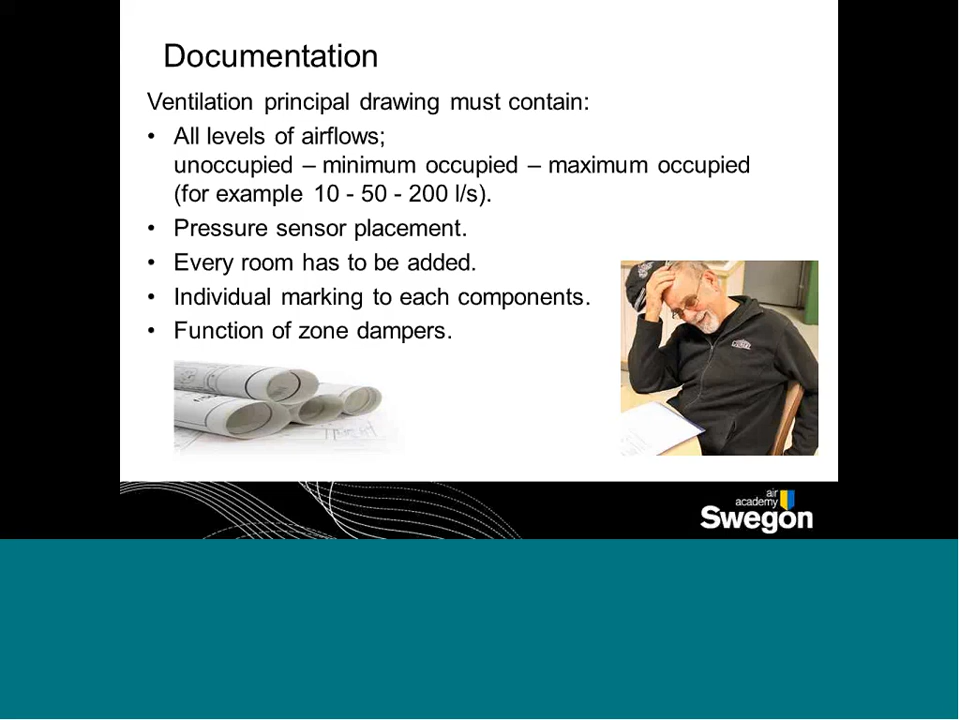 Documentation
Ventilation principal drawing must contain:
• All levels of airflows;
unoccupied – minimum occupied – maximum occupied
(for example 10 - 50 - 200 l/s).
• Pressure sensor placement.
• Every room has to be added.
• Individual marking to each components.
• Function of zone dampers.
air
academy
Swegon